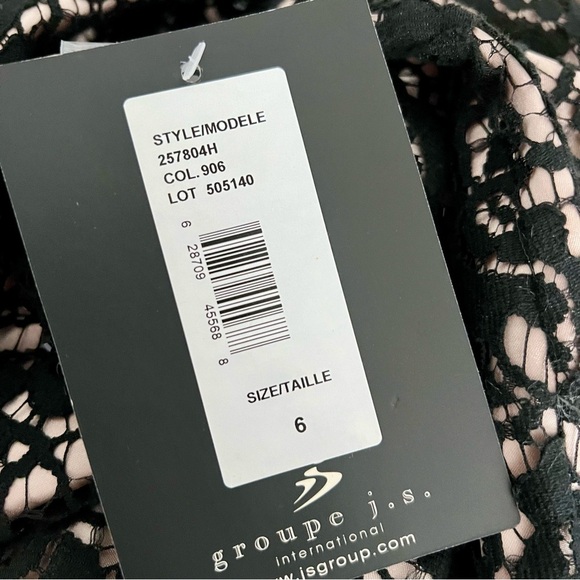 STYLE/MODELE
257804H
COL. 906
LOT 505140
6 28709 45568 8
SIZE/TAILLE
6
groupe j.s.
international
www.jsgroup.com